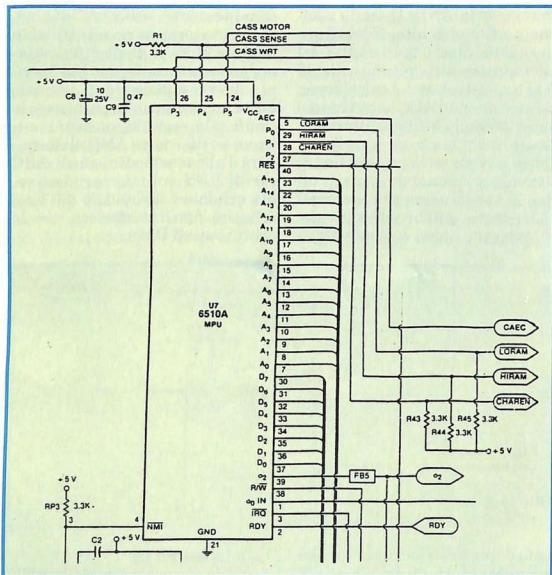 CASS MOTOR
R1
CASS SENSE
+5 V
3.3K
CASS WRT
+5 V
C8
10
25V
C9
0 47
26
25
24
6
P3
P4
P5
VCC
AEC
5
LORAM
P0
29
HIRAM
P1
28
CHAREN
P2
27
RES
40
A15
23
A14
22
A13
20
A12
19
A11
18
A10
17
A9
16
A8
15
A7
14
A6
13
A5
12
A4
11
A3
10
A2
9
A1
8
A0
7
D7
30
D6
31
D5
32
D4
33
D3
34
D2
35
D1
36
D0
37
U7
6510A
MPU
CAEC
LORAM
HIRAM
CHAREN
R43
3.3K
R45
3.3K
R44
3.3K
+5 V
ø2
39
FB5
ø2
R/W
38
ø0 IN
1
IRQ
3
RDY
2
RDY
+5 V
RP3
3.3K
3
4
NMI
GND
21
C2
+5 V